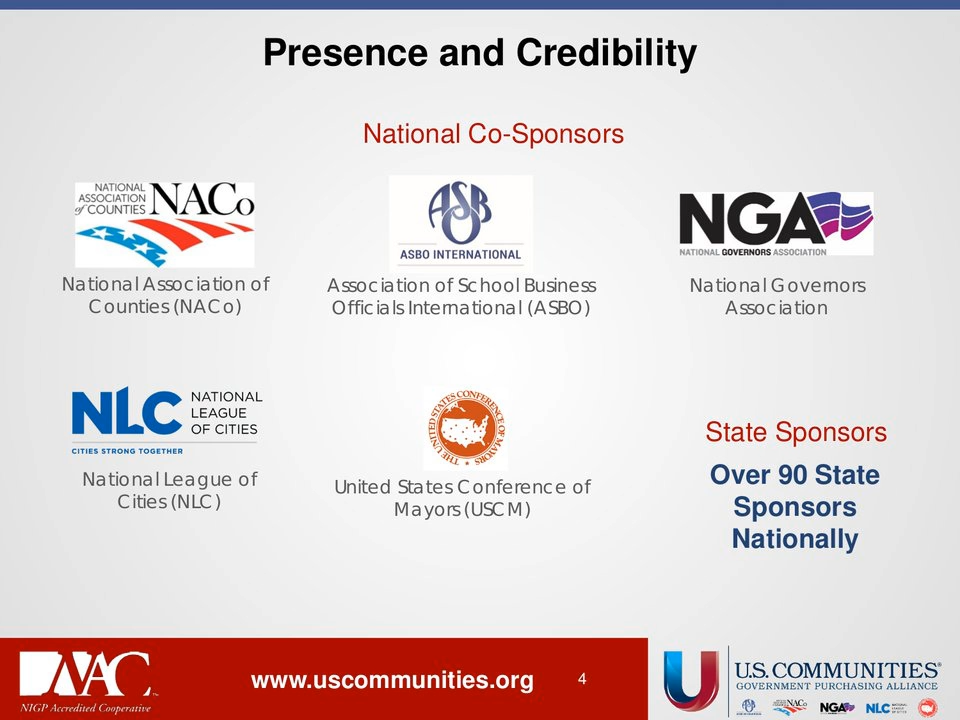 Presence and Credibility
National Co-Sponsors
NATIONAL
ASSOCIATION
of COUNTIES
NACo
ASB
ASBO INTERNATIONAL
NGA
NATIONAL GOVERNORS ASSOCIATION
National Association of
Counties (NACo)
Association of School Business
Officials International (ASBO)
National Governors
Association
NLC
NATIONAL
LEAGUE
OF CITIES
CITIES STRONG TOGETHER
THE UNITED STATES CONFERENCE OF MAYORS
State Sponsors
National League of
Cities (NLC)
United States Conference of
Mayors (USCM)
Over 90 State
Sponsors
Nationally
NAC™
NIGP Accredited Cooperative
www.uscommunities.org
4
U.S. COMMUNITIES®
GOVERNMENT PURCHASING ALLIANCE
NACo
NGA
NLC